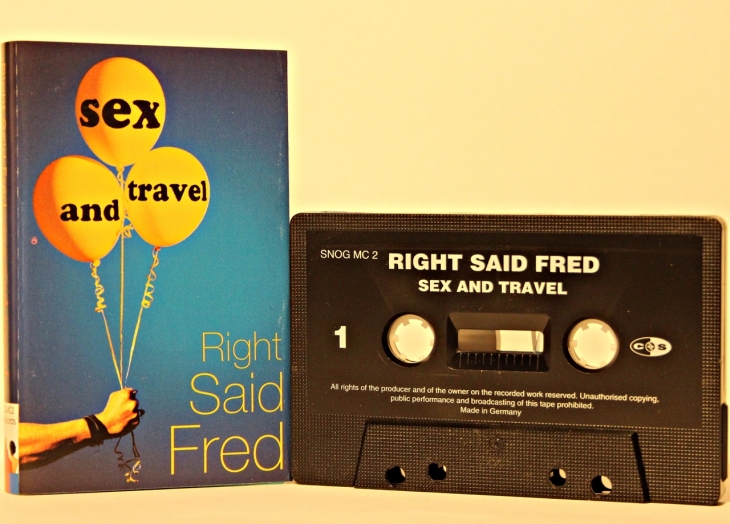 sex
and travel
Right
Said
Fred
SNOG MC 2
RIGHT SAID FRED
SEX AND TRAVEL
1
All rights of the producer and of the owner on the recorded work reserved. Unauthorised copying,
public performance and broadcasting of this tape prohibited.
Made in Germany